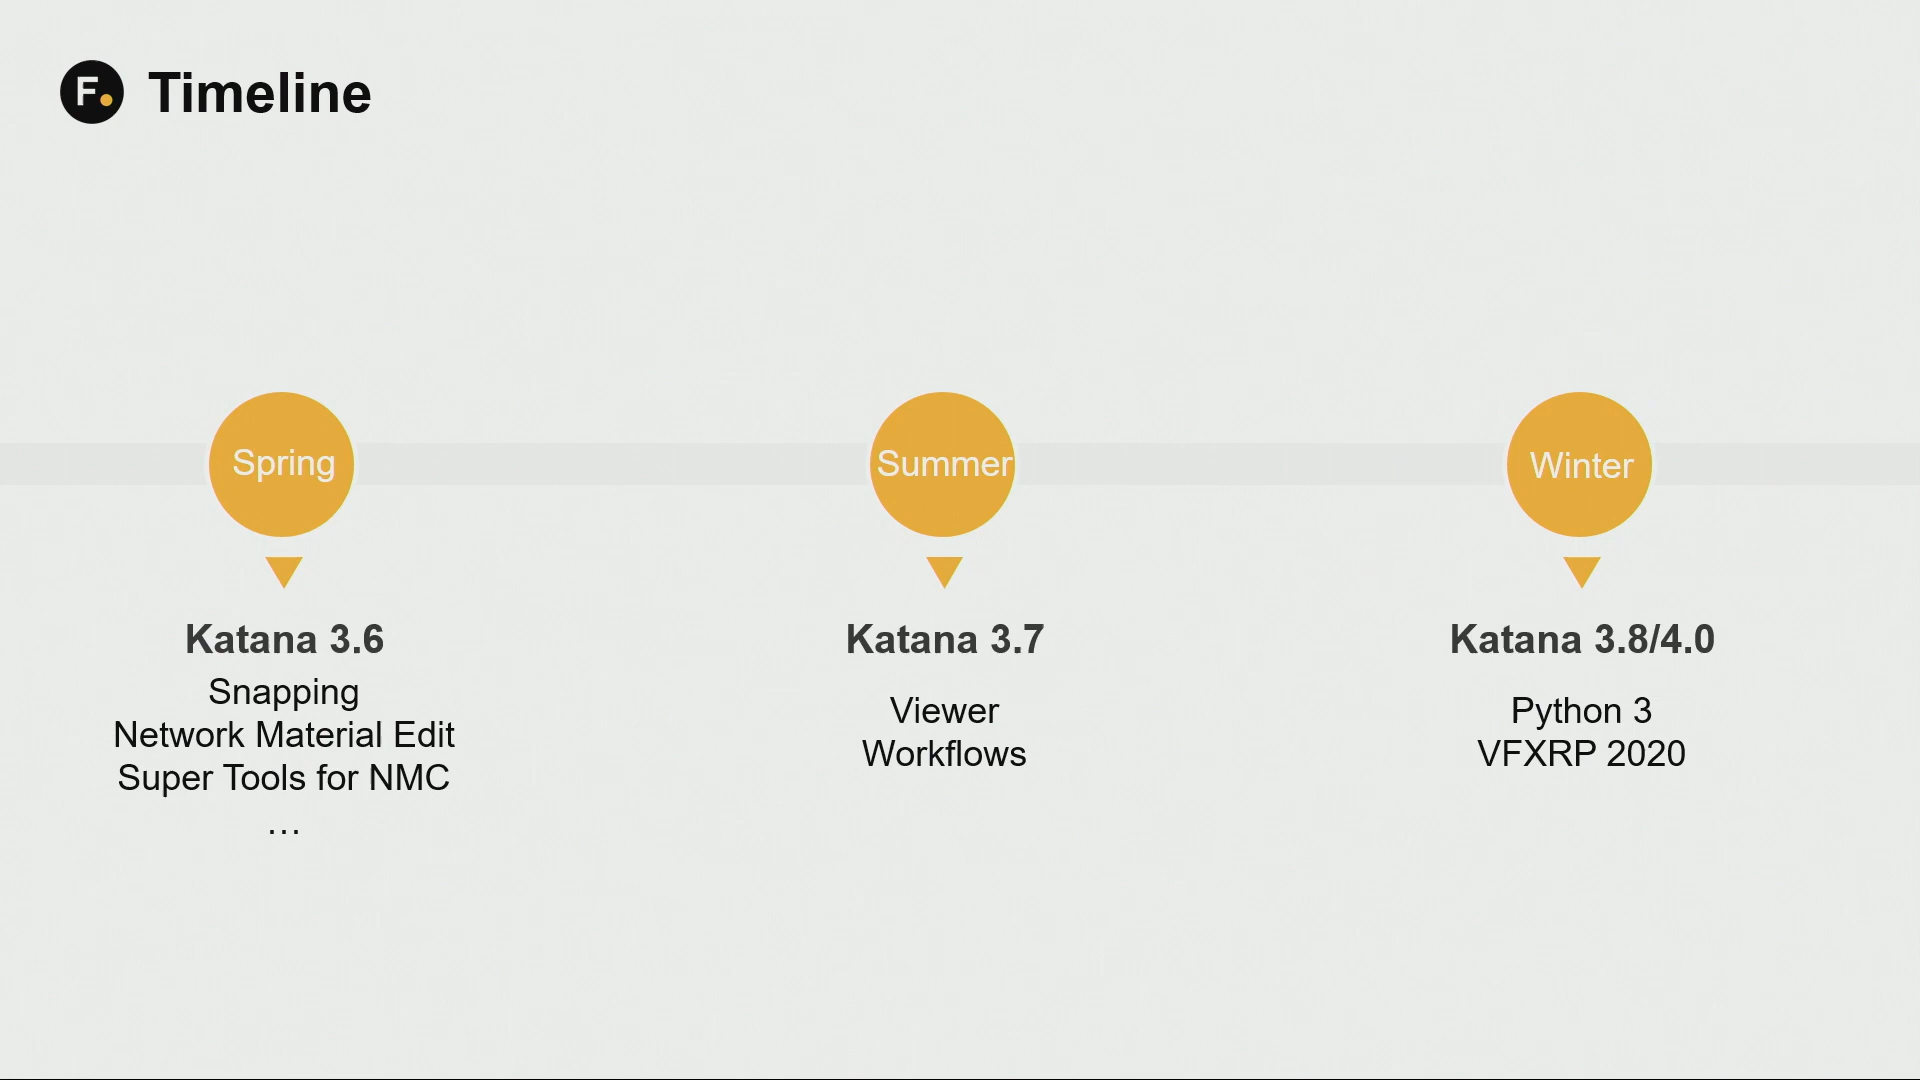 F.
Timeline
Spring
Summer
Winter
Katana 3.6
Snapping
Network Material Edit
Super Tools for NMC
...
Katana 3.7
Viewer
Workflows
Katana 3.8/4.0
Python 3
VFXRP 2020